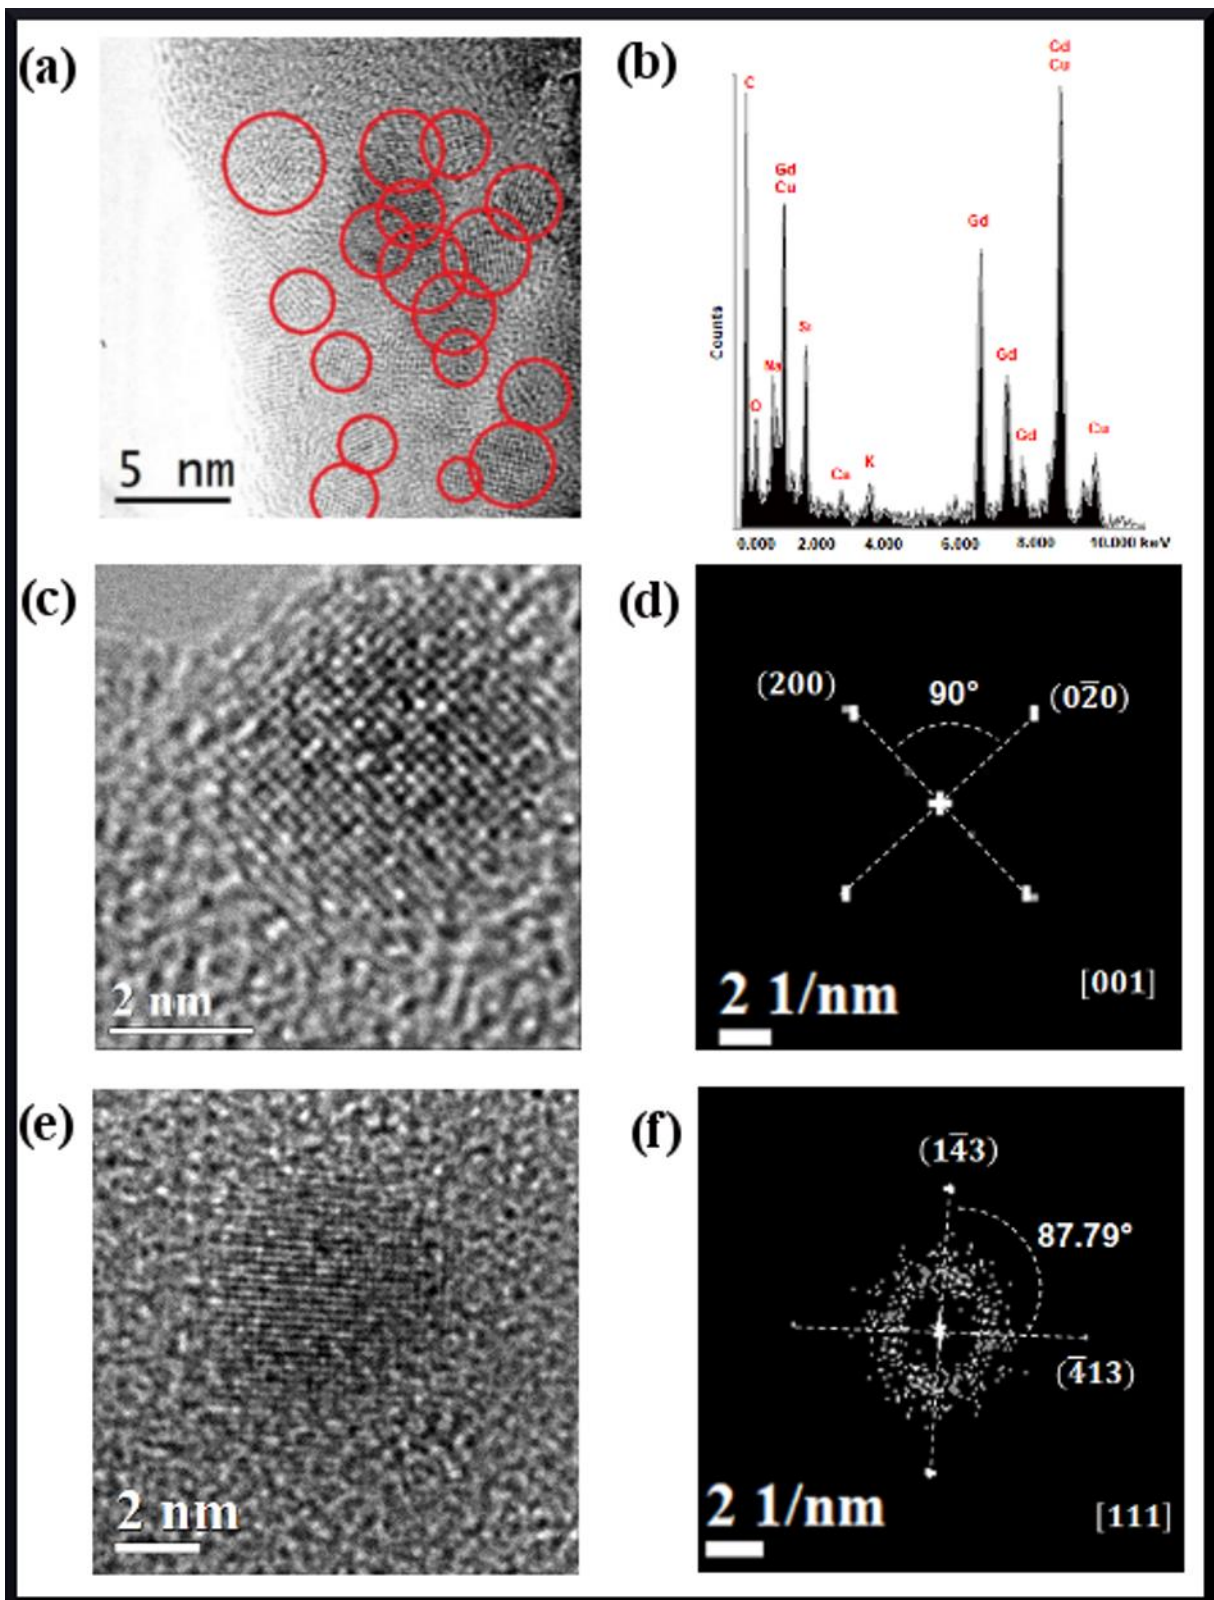 (a)
5 nm
(b)
Counts
C
O
Na
Gd
Cu
Si
Ca
K
Gd
Gd
Gd
Gd
Cu
Cu
0.000 2.000 4.000 6.000 8.000 10.000 keV
(c)
2 nm
(d)
(200)
90°
(02̅0)
2 1/nm
[001]
(e)
2 nm
(f)
(14̅3)
87.79°
(4̅13)
2 1/nm
[111]